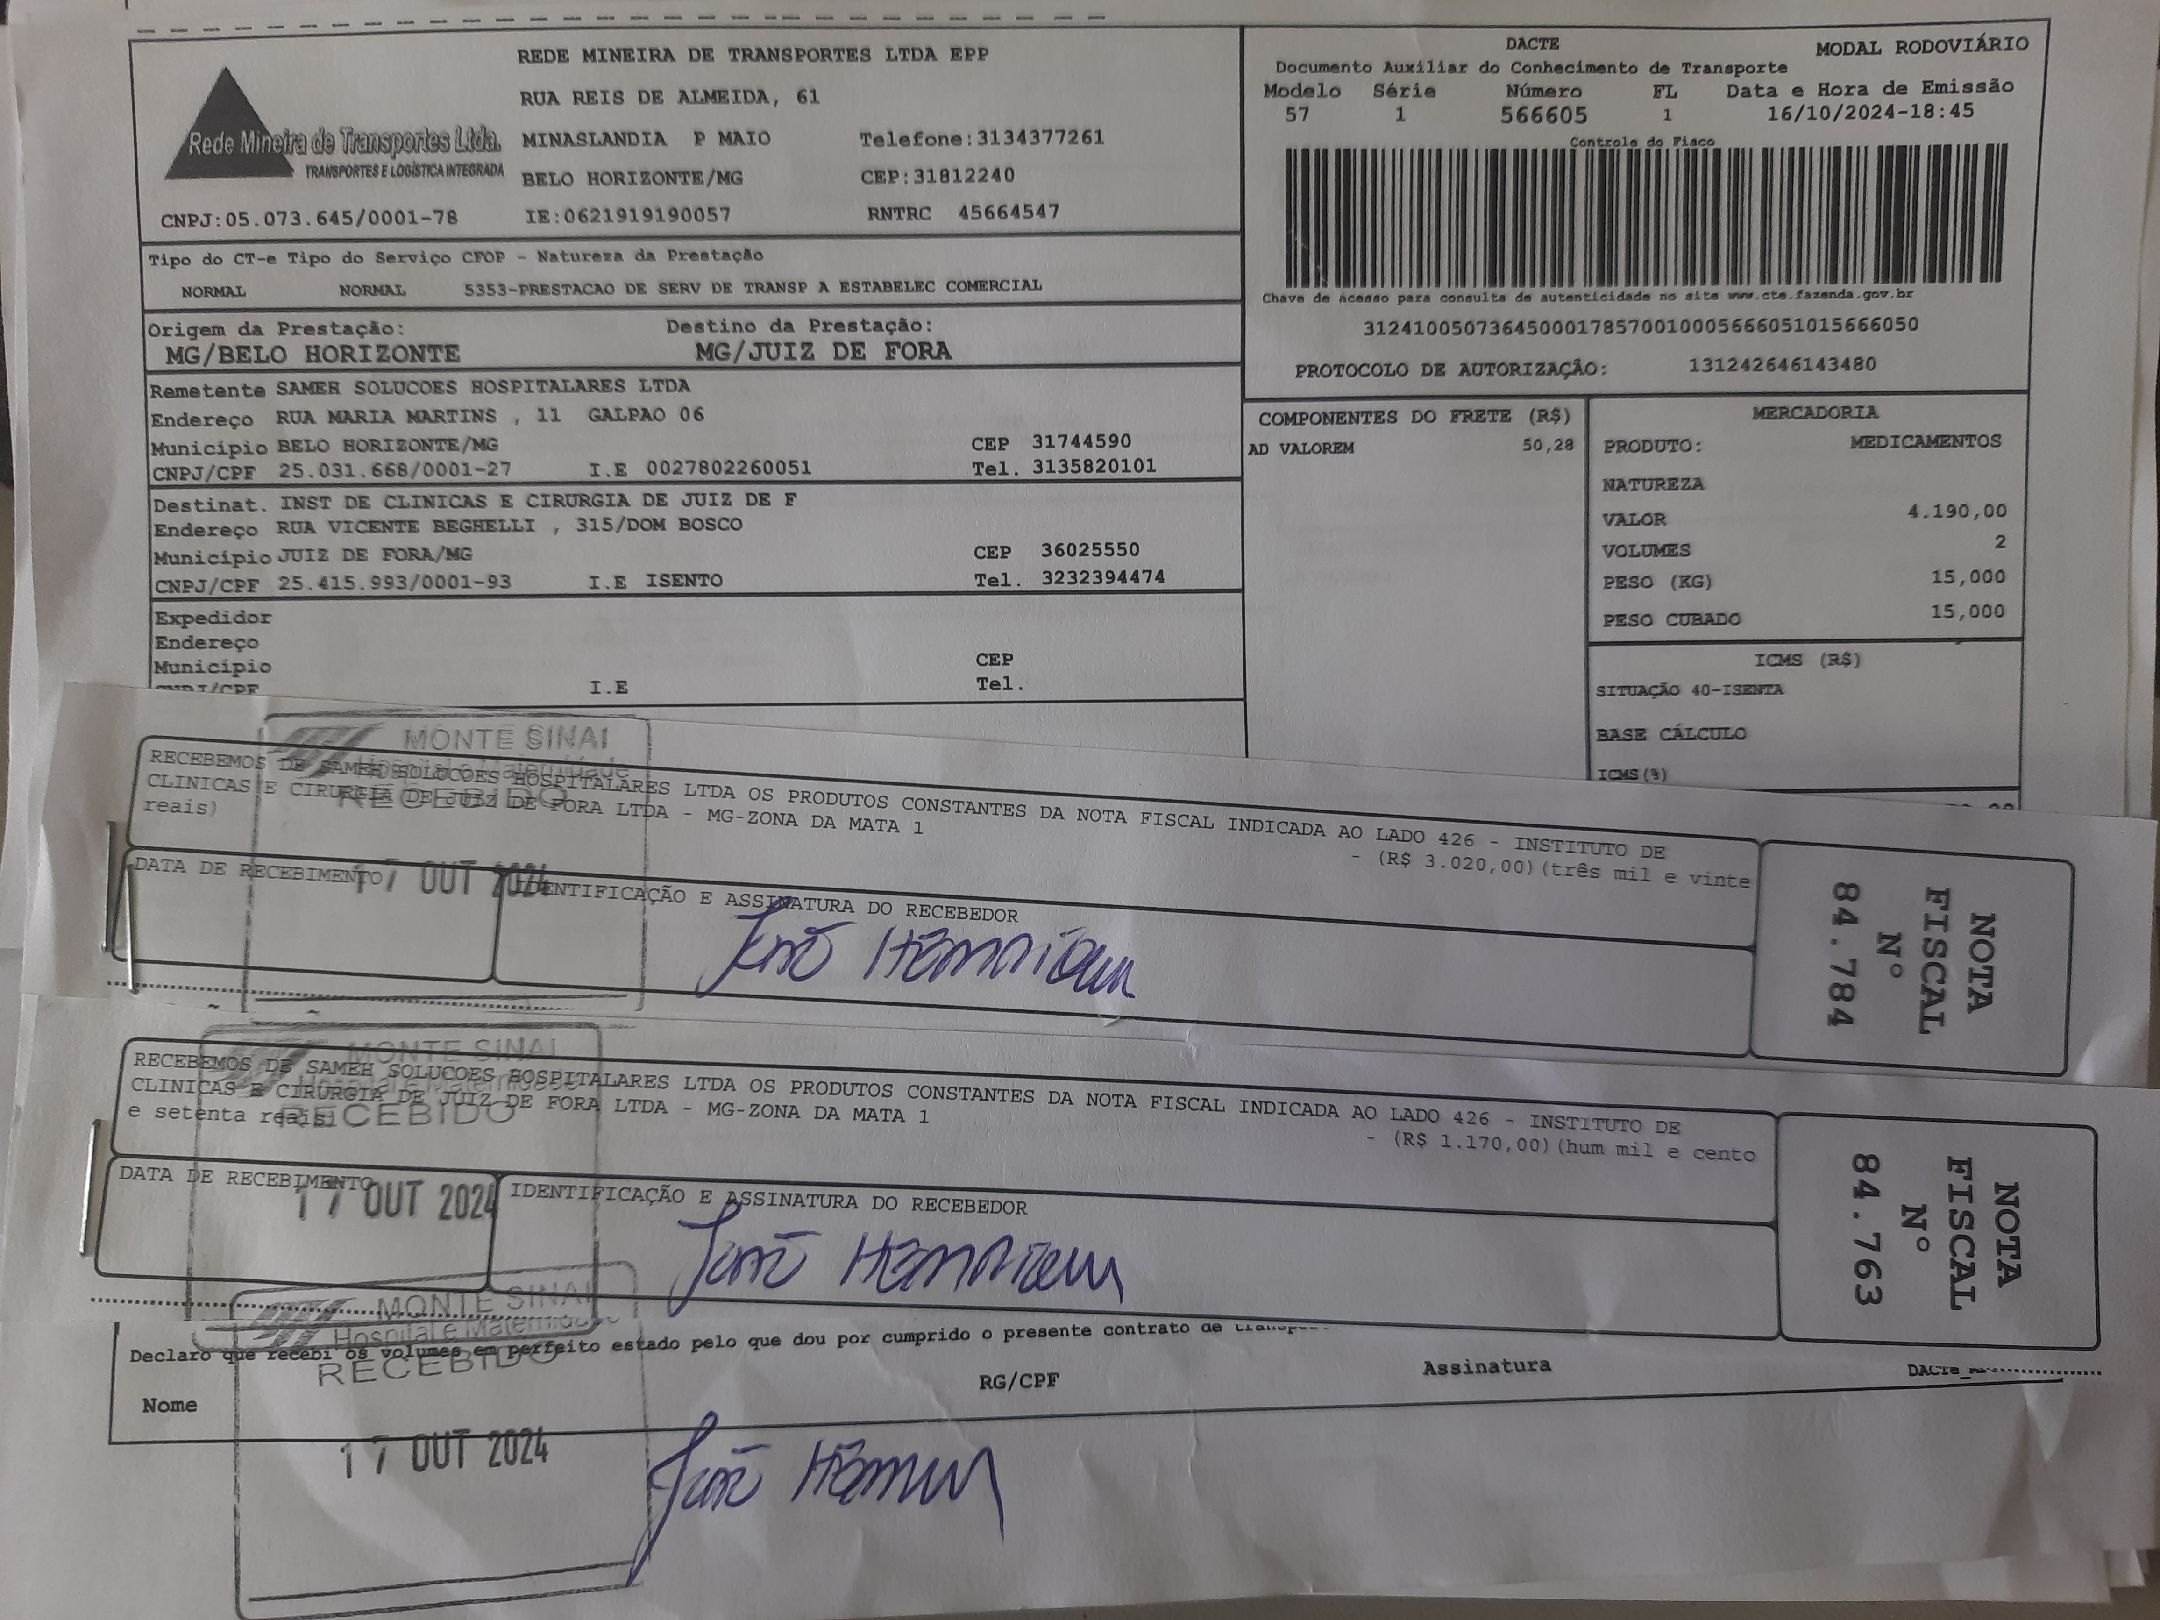 REDE MINEIRA DE TRANSPORTES LTDA EPP
RUA REIS DE ALMEIDA, 61
Rede Mineira de Transportes Ltda.
TRANSPORTES E LOGÍSTICA INTEGRADA
MINASLANDIA P MAIO Telefone:3134377261
BELO HORIZONTE/MG CEP:31812240
CNPJ:05.073.645/0001-78 IE:0621919190057 RNTRC 45664547
DACTE MODAL RODOVIÁRIO
Documento Auxiliar do Conhecimento de Transporte
Modelo Série Número FL Data e Hora de Emissão
57 1 566605 1 16/10/2024-18:45
Controle do Fisco
Chave de acesso para consulta de autenticidade no site www.cte.fazenda.gov.br
31241005073645000178570010005666051015666050
PROTOCOLO DE AUTORIZAÇÃO: 131242646143480
Tipo do CT-e Tipo do Serviço CFOP - Natureza da Prestação
NORMAL NORMAL 5353-PRESTACAO DE SERV DE TRANSP A ESTABELEC COMERCIAL
Origem da Prestação: Destino da Prestação:
MG/BELO HORIZONTE MG/JUIZ DE FORA
Remetente SAMEH SOLUCOES HOSPITALARES LTDA
Endereço RUA MARIA MARTINS , 11 GALPAO 06
Município BELO HORIZONTE/MG CEP 31744590
CNPJ/CPF 25.031.668/0001-27 I.E 0027802260051 Tel. 3135820101
Destinat. INST DE CLINICAS E CIRURGIA DE JUIZ DE F
Endereço RUA VICENTE BEGHELLI , 315/DOM BOSCO
Município JUIZ DE FORA/MG CEP 36025550
CNPJ/CPF 25.415.993/0001-93 I.E ISENTO Tel. 3232394474
Expedidor
Endereço
Município CEP
CNPJ/CPF I.E Tel.
COMPONENTES DO FRETE (R$)
AD VALOREM 50,28
MERCADORIA
PRODUTO: MEDICAMENTOS
NATUREZA
VALOR 4.190,00
VOLUMES 2
PESO (KG) 15,000
PESO CUBADO 15,000
ICMS (R$)
SITUAÇÃO 40-ISENTA
BASE CÁLCULO
ICMS(%)
MONTE SINAI
Hospital e Maternidade
RECEBIDO
17 OUT 2024
RECEBEMOS DE SAMEH SOLUCOES HOSPITALARES LTDA OS PRODUTOS CONSTANTES DA NOTA FISCAL INDICADA AO LADO 426 - INSTITUTO DE
CLINICAS E CIRURGIA DE JUIZ DE FORA LTDA - MG-ZONA DA MATA 1 - (R$ 3.020,00)(três mil e vinte
reais)
DATA DE RECEBIMENTO IDENTIFICAÇÃO E ASSINATURA DO RECEBEDOR
João
NOTA
FISCAL
Nº
84.784
MONTE SINAI
Hospital e Maternidade
RECEBIDO
17 OUT 2024
RECEBEMOS DE SAMEH SOLUCOES HOSPITALARES LTDA OS PRODUTOS CONSTANTES DA NOTA FISCAL INDICADA AO LADO 426 - INSTITUTO DE
CLINICAS E CIRURGIA DE JUIZ DE FORA LTDA - MG-ZONA DA MATA 1 - (R$ 1.170,00)(hum mil e cento
e setenta reais)
DATA DE RECEBIMENTO IDENTIFICAÇÃO E ASSINATURA DO RECEBEDOR
João
NOTA
FISCAL
Nº
84.763
MONTE SINAI
Hospital e Maternidade
RECEBIDO
17 OUT 2024
Declaro que recebi os volumes em perfeito estado pelo que dou por cumprido o presente contrato de
Nome RG/CPF Assinatura
João